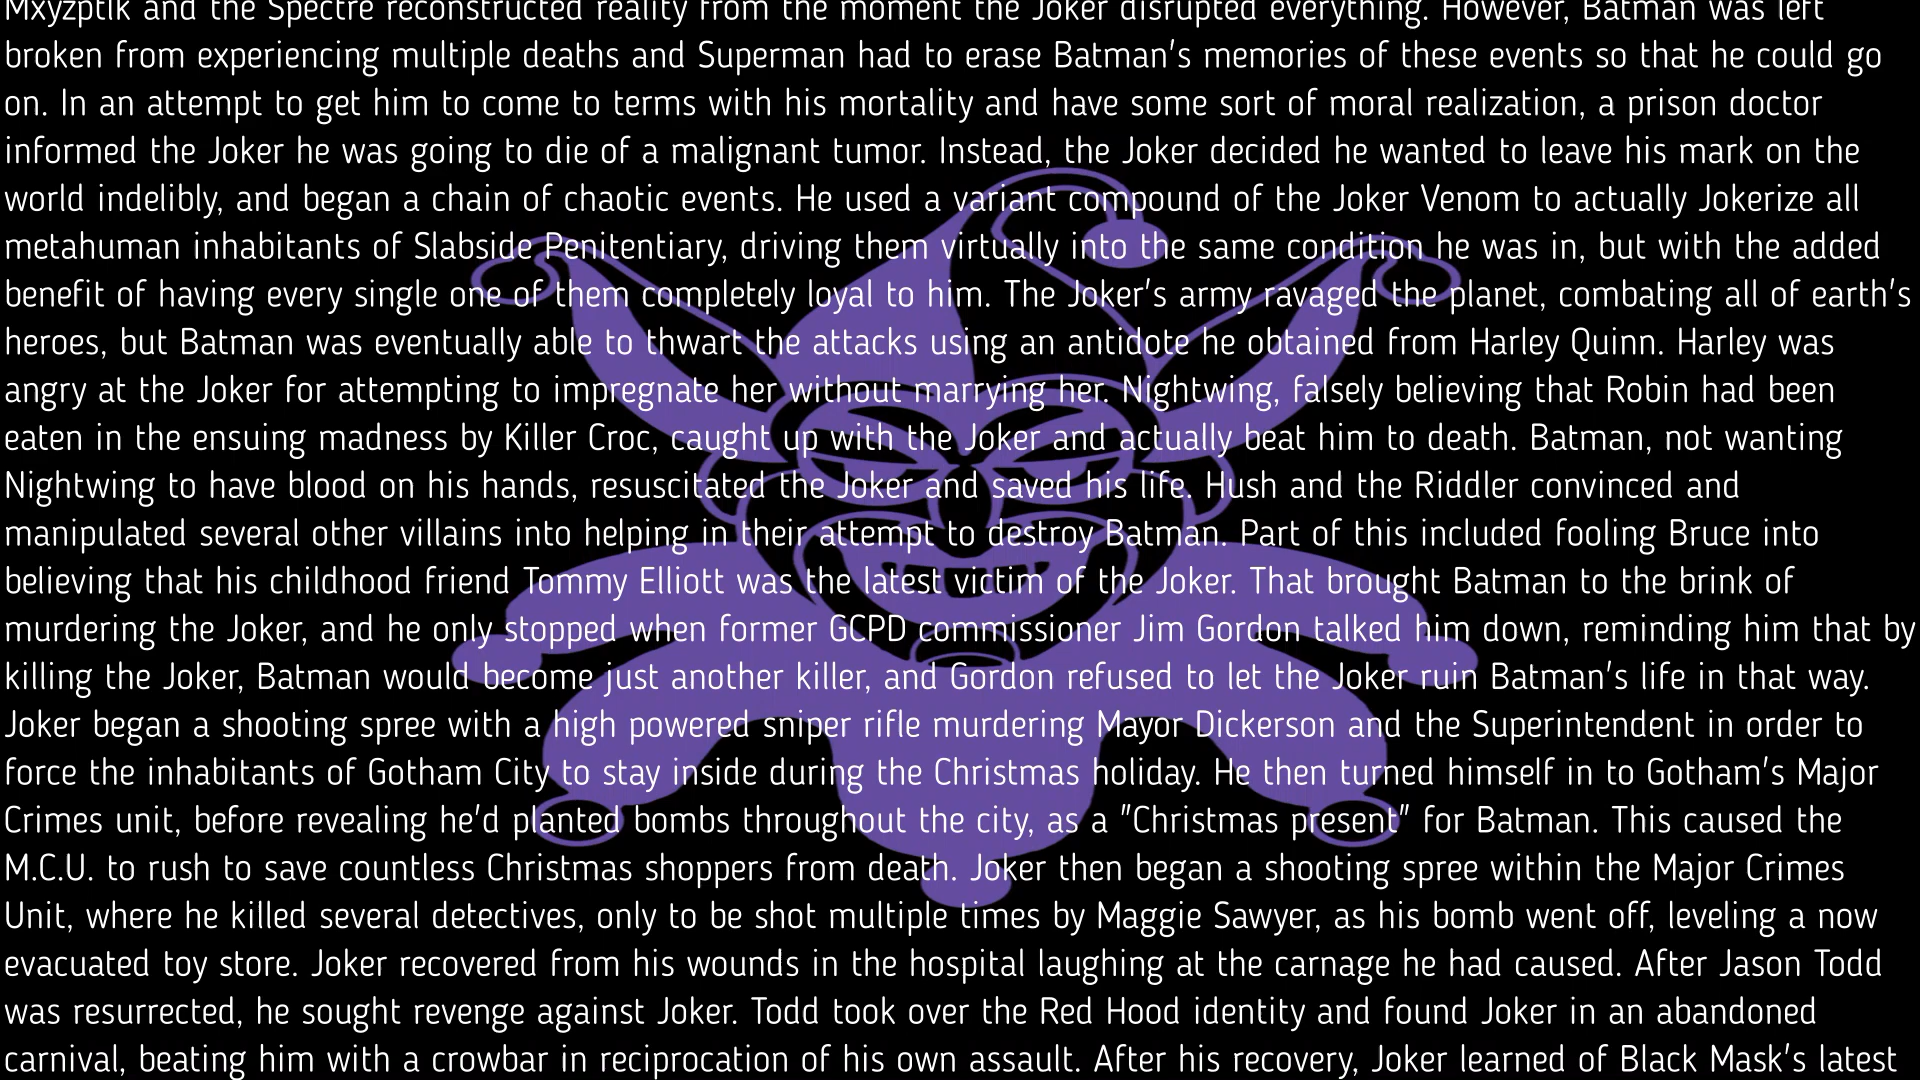 Mxyzptlk and the Spectre reconstructed reality from the moment the Joker disrupted everything. However, Batman was left
broken from experiencing multiple deaths and Superman had to erase Batman's memories of these events so that he could go
on. In an attempt to get him to come to terms with his mortality and have some sort of moral realization, a prison doctor
informed the Joker he was going to die of a malignant tumor. Instead, the Joker decided he wanted to leave his mark on the
world indelibly, and began a chain of chaotic events. He used a variant compound of the Joker Venom to actually Jokerize all
metahuman inhabitants of Slabside Penitentiary, driving them virtually into the same condition he was in, but with the added
benefit of having every single one of them completely loyal to him. The Joker's army ravaged the planet, combating all of earth's
heroes, but Batman was eventually able to thwart the attacks using an antidote he obtained from Harley Quinn. Harley was
angry at the Joker for attempting to impregnate her without marrying her. Nightwing, falsely believing that Robin had been
eaten in the ensuing madness by Killer Croc, caught up with the Joker and actually beat him to death. Batman, not wanting
Nightwing to have blood on his hands, resuscitated the Joker and saved his life. Hush and the Riddler convinced and
manipulated several other villains into helping in their attempt to destroy Batman. Part of this included fooling Bruce into
believing that his childhood friend Tommy Elliott was the latest victim of the Joker. That brought Batman to the brink of
murdering the Joker, and he only stopped when former GCPD commissioner Jim Gordon talked him down, reminding him that by
killing the Joker, Batman would become just another killer, and Gordon refused to let the Joker ruin Batman's life in that way.
Joker began a shooting spree with a high powered sniper rifle murdering Mayor Dickerson and the Superintendent in order to
force the inhabitants of Gotham City to stay inside during the Christmas holiday. He then turned himself in to Gotham's Major
Crimes unit, before revealing he'd planted bombs throughout the city, as a "Christmas present" for Batman. This caused the
M.C.U. to rush to save countless Christmas shoppers from death. Joker then began a shooting spree within the Major Crimes
Unit, where he killed several detectives, only to be shot multiple times by Maggie Sawyer, as his bomb went off, leveling a now
evacuated toy store. Joker recovered from his wounds in the hospital laughing at the carnage he had caused. After Jason Todd
was resurrected, he sought revenge against Joker. Todd took over the Red Hood identity and found Joker in an abandoned
carnival, beating him with a crowbar in reciprocation of his own assault. After his recovery, Joker learned of Black Mask's latest